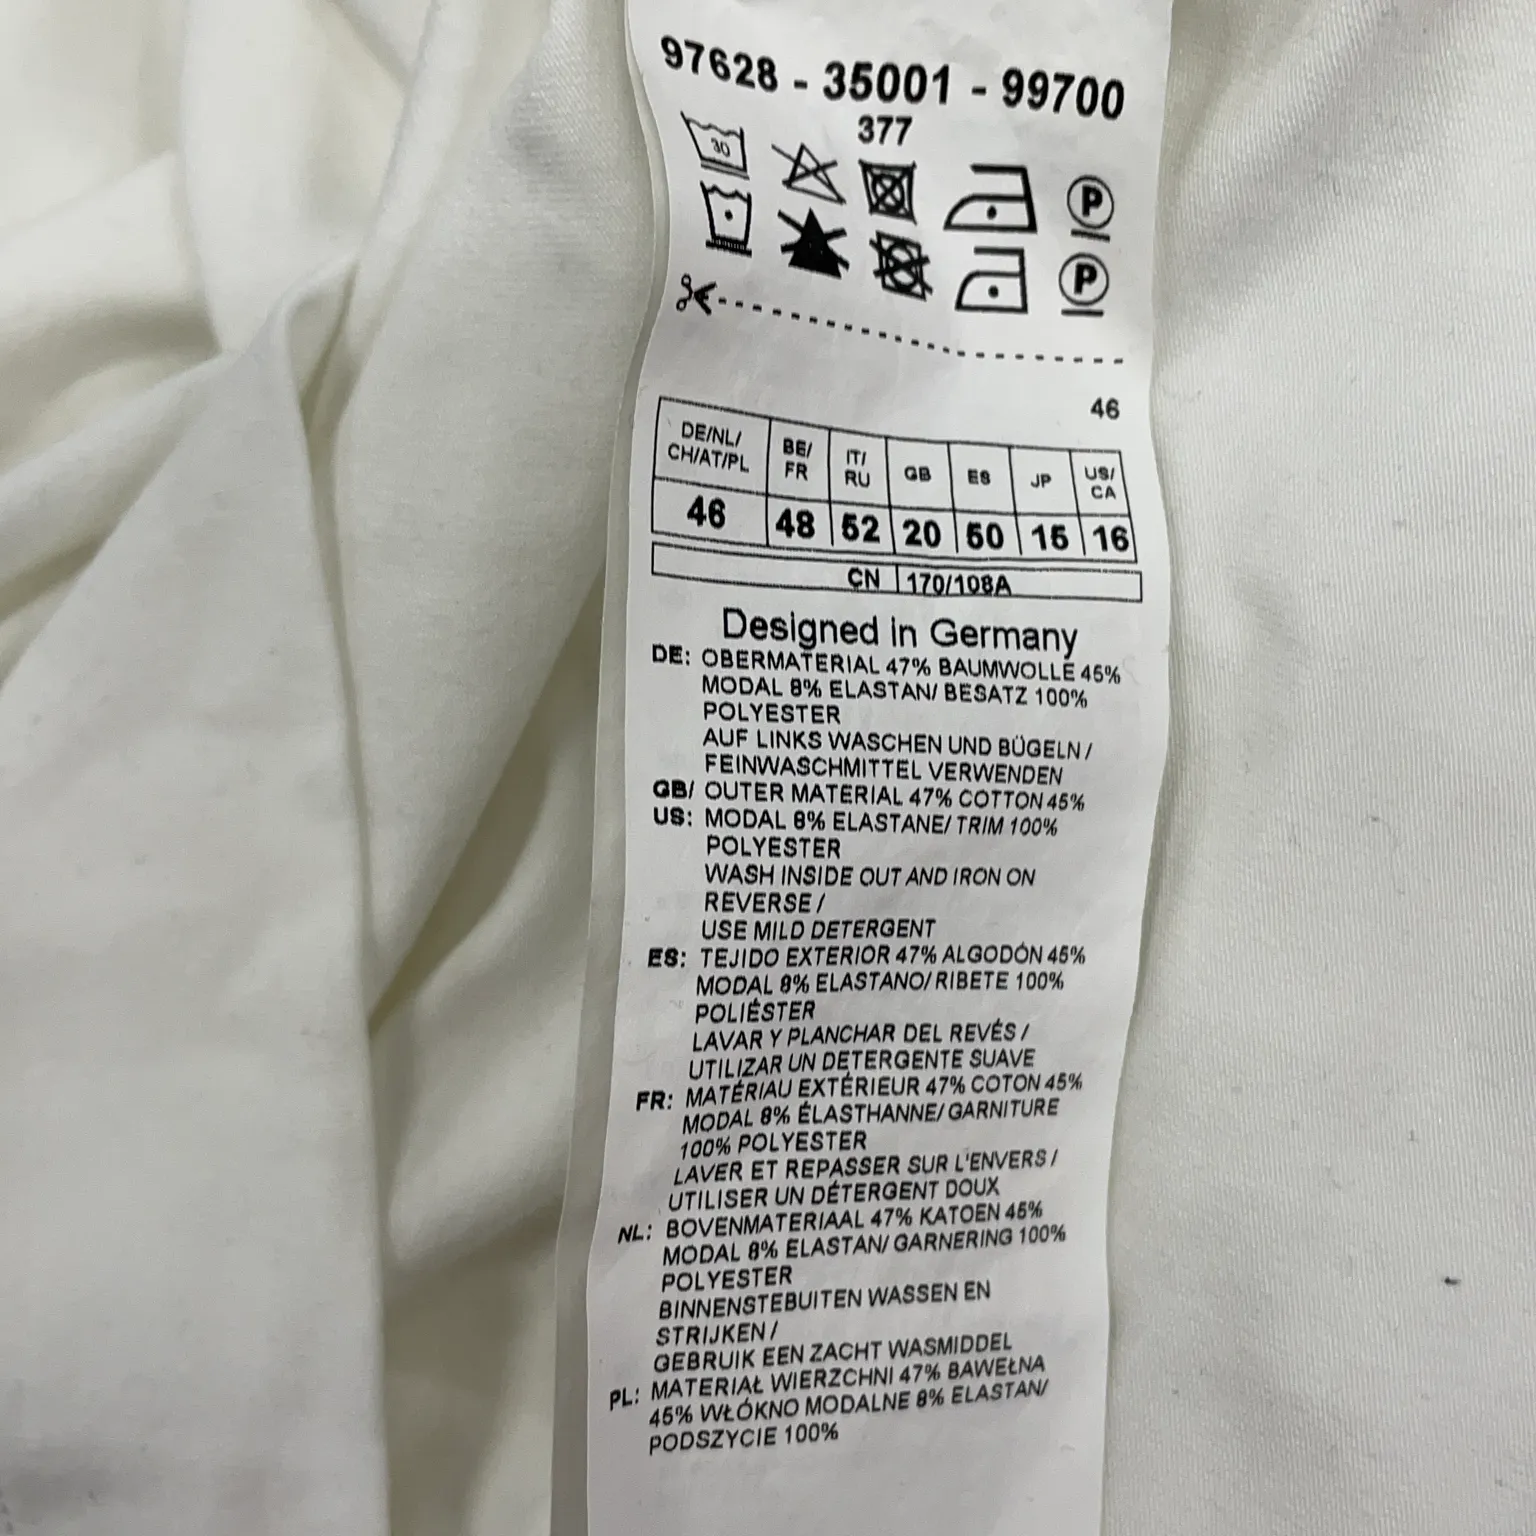 97628 - 35001 - 99700
377
30
P
P
46
DE/NL/ CH/AT/PL BE/ FR IT/ RU GB ES JP US/ CA
46 48 52 20 50 15 16
CN 170/108A
Designed in Germany
DE: OBERMATERIAL 47% BAUMWOLLE 45%
MODAL 8% ELASTAN/ BESATZ 100%
POLYESTER
AUF LINKS WASCHEN UND BÜGELN /
FEINWASCHMITTEL VERWENDEN
GB/ OUTER MATERIAL 47% COTTON 45%
US: MODAL 8% ELASTANE/ TRIM 100%
POLYESTER
WASH INSIDE OUT AND IRON ON
REVERSE /
USE MILD DETERGENT
ES: TEJIDO EXTERIOR 47% ALGODÓN 45%
MODAL 8% ELASTANO/ RIBETE 100%
POLIÉSTER
LAVAR Y PLANCHAR DEL REVÉS /
UTILIZAR UN DETERGENTE SUAVE
FR: MATÉRIAU EXTÉRIEUR 47% COTON 45%
MODAL 8% ÉLASTHANNE/ GARNITURE
100% POLYESTER
LAVER ET REPASSER SUR L'ENVERS /
UTILISER UN DÉTERGENT DOUX
NL: BOVENMATERIAAL 47% KATOEN 45%
MODAL 8% ELASTAN/ GARNERING 100%
POLYESTER
BINNENSTEBUITEN WASSEN EN
STRIJKEN /
GEBRUIK EEN ZACHT WASMIDDEL
PL: MATERIAŁ WIERZCHNI 47% BAWEŁNA
45% WŁÓKNO MODALNE 8% ELASTAN/
PODSZYCIE 100%